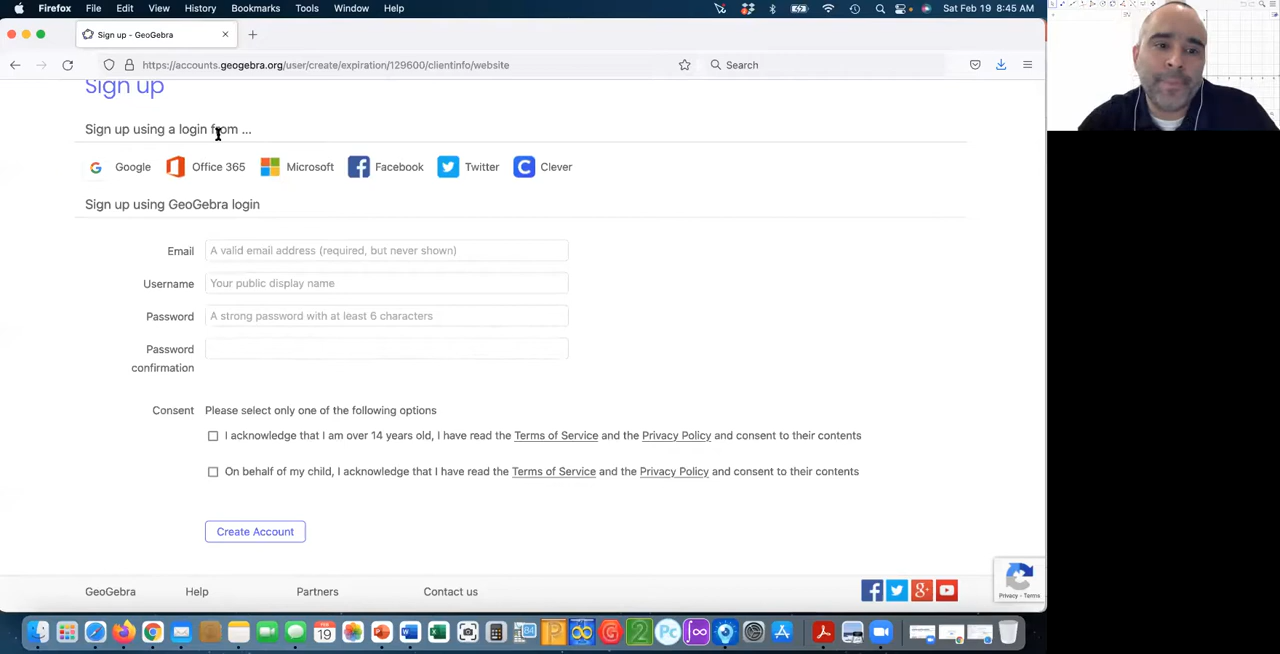 Firefox File Edit View History Bookmarks Tools Window Help Sat Feb 19 8:45 AM
Sign up - GeoGebra
https://accounts.geogebra.org/user/create/expiration/129600/clientinfo/website Search
Sign up
Sign up using a login from ...
Google Office 365 Microsoft Facebook Twitter Clever
Sign up using GeoGebra login
Email A valid email address (required, but never shown)
Username Your public display name
Password A strong password with at least 6 characters
Password
confirmation
Consent Please select only one of the following options
I acknowledge that I am over 14 years old, I have read the Terms of Service and the Privacy Policy and consent to their contents
On behalf of my child, I acknowledge that I have read the Terms of Service and the Privacy Policy and consent to their contents
Create Account
Privacy - Terms
GeoGebra Help Partners Contact us
FEB
19